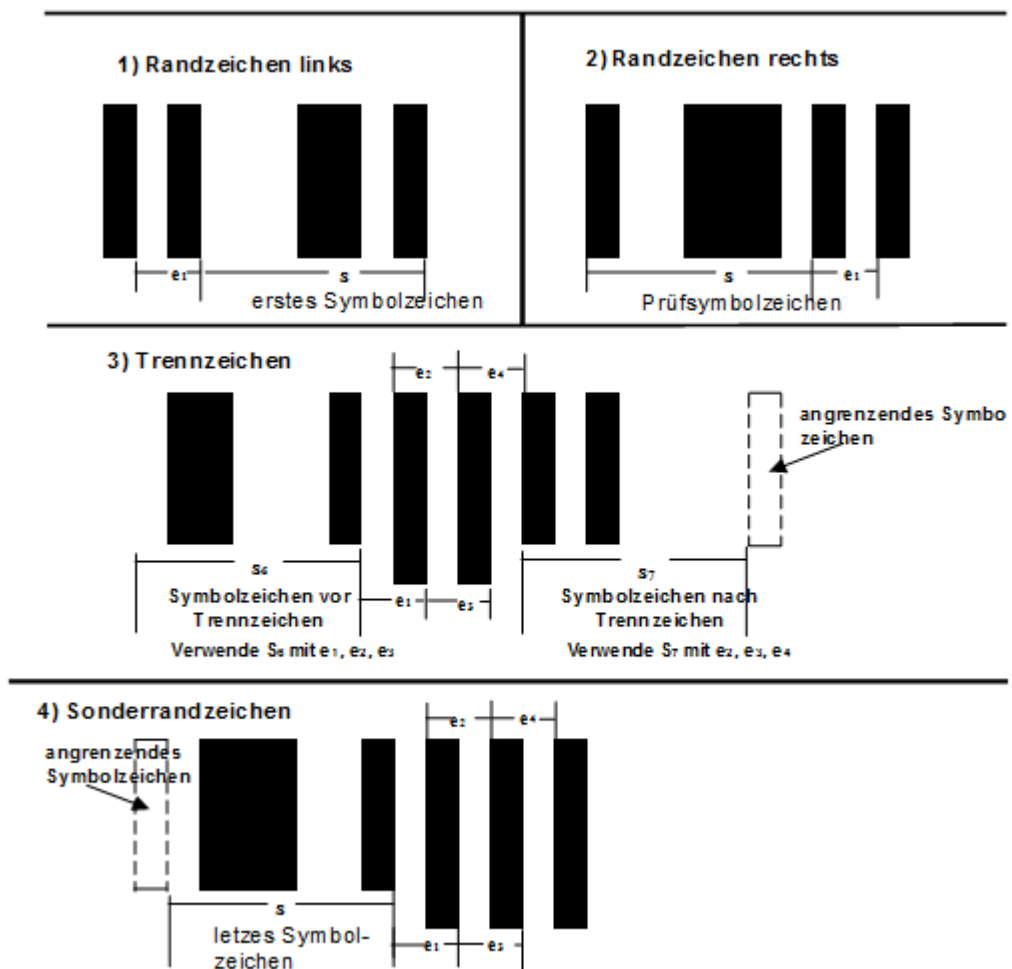 1) Randzeichen links
2) Randzeichen rechts
e1
s
erstes Symbolzeichen
s
e1
Prüfsymbolzeichen
3) Trennzeichen
e2
e4
angrenzendes Symbo
zeichen
s6
s7
Symbolzeichen vor
Trennzeichen
e1
e3
Symbolzeichen nach
Trennzeichen
Verwende S6 mit e1, e2, e3
Verwende S7 mit e2, e3, e4
4) Sonderrandzeichen
e2
e4
angrenzendes
Symbolzeichen
s
letzes Symbol-
zeichen
e1
e3